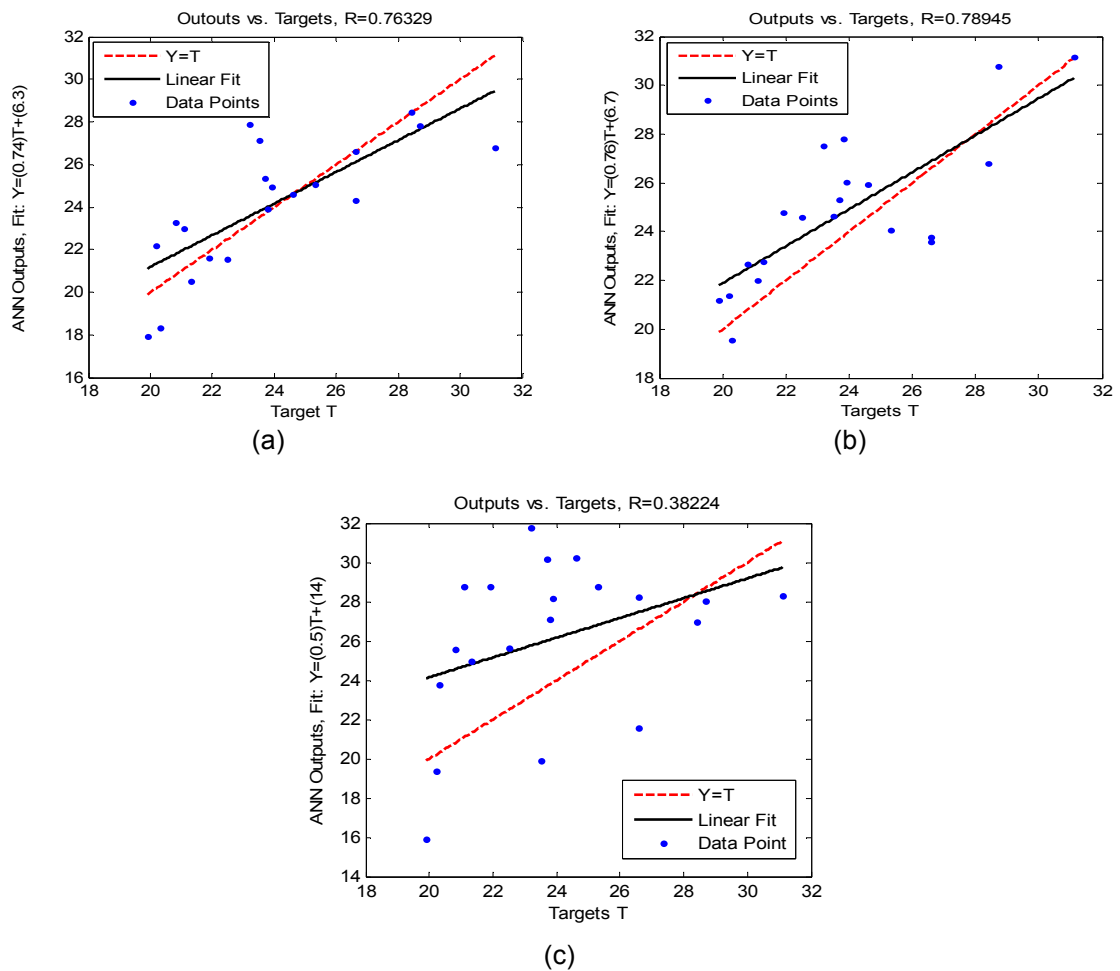 Outouts vs. Targets, R=0.76329
ANN Outputs, Fit: Y=(0.74)T+(6.3)
32
30
28
26
24
22
20
18
16
Y=T
Linear Fit
Data Points
18 20 22 24 26 28 30 32
Target T
(a)
Outputs vs. Targets, R=0.78945
ANN Outputs, Fit: Y=(0.76)T+(6.7)
32
30
28
26
24
22
20
18
Y=T
Linear Fit
Data Points
18 20 22 24 26 28 30 32
Targets T
(b)
Outputs vs. Targets, R=0.38224
ANN Outputs, Fit: Y=(0.5)T+(14)
32
30
28
26
24
22
20
18
16
14
Y=T
Linear Fit
Data Point
18 20 22 24 26 28 30 32
Targets T
(c)